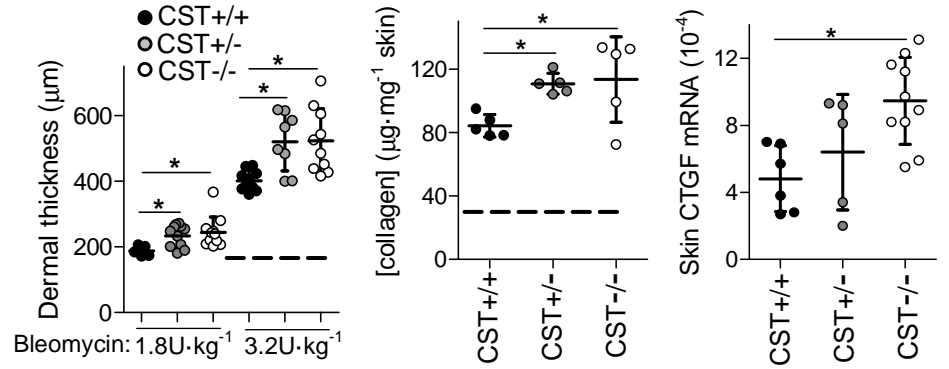 CST+/+
CST+/-
CST-/-
Dermal thickness (µm)
600
400
200
0
* * * *
Bleomycin: 1.8U·kg⁻¹ 3.2U·kg⁻¹
[collagen] (µg·mg⁻¹ skin)
120
80
40
0
*
*
CST+/+ CST+/- CST-/-
Skin CTGF mRNA (10⁻⁴)
12
8
4
0
*
CST+/+ CST+/- CST-/-